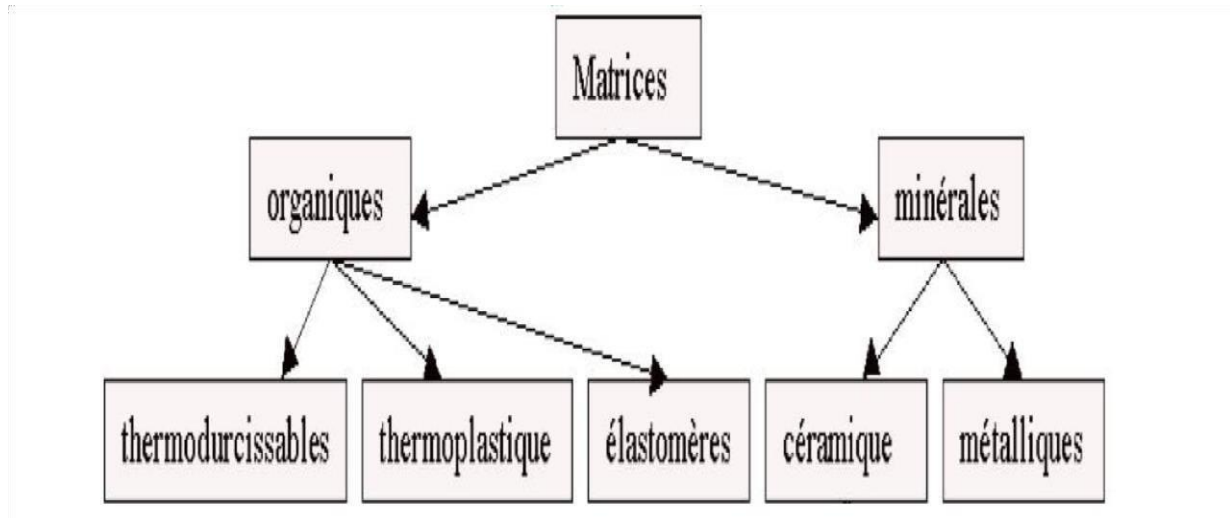 Matrices
organiques
minérales
thermodurcissables
thermoplastique
élastomères
céramique
métalliques